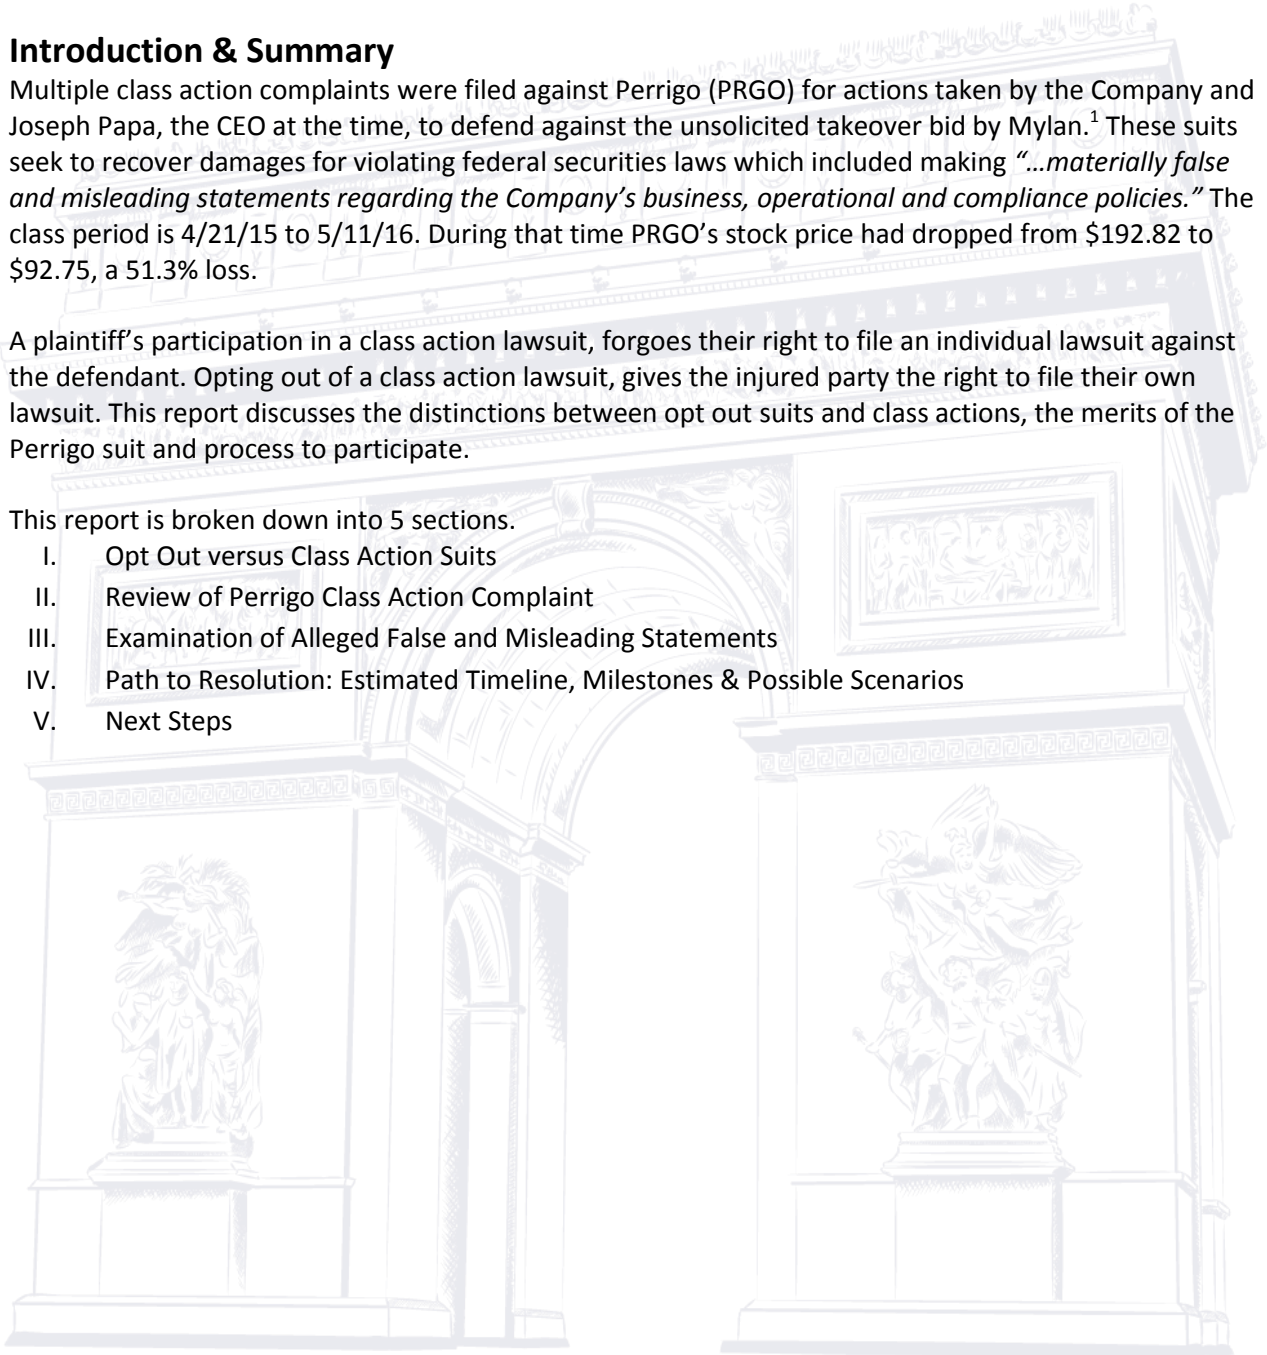 Introduction & Summary
Multiple class action complaints were filed against Perrigo (PRGO) for actions taken by the Company and
Joseph Papa, the CEO at the time, to defend against the unsolicited takeover bid by Mylan.1 These suits
seek to recover damages for violating federal securities laws which included making “…materially false
and misleading statements regarding the Company’s business, operational and compliance policies.” The
class period is 4/21/15 to 5/11/16. During that time PRGO’s stock price had dropped from $192.82 to
$92.75, a 51.3% loss.
A plaintiff’s participation in a class action lawsuit, forgoes their right to file an individual lawsuit against
the defendant. Opting out of a class action lawsuit, gives the injured party the right to file their own
lawsuit. This report discusses the distinctions between opt out suits and class actions, the merits of the
Perrigo suit and process to participate.
This report is broken down into 5 sections.
I. Opt Out versus Class Action Suits
II. Review of Perrigo Class Action Complaint
III. Examination of Alleged False and Misleading Statements
IV. Path to Resolution: Estimated Timeline, Milestones & Possible Scenarios
V. Next Steps